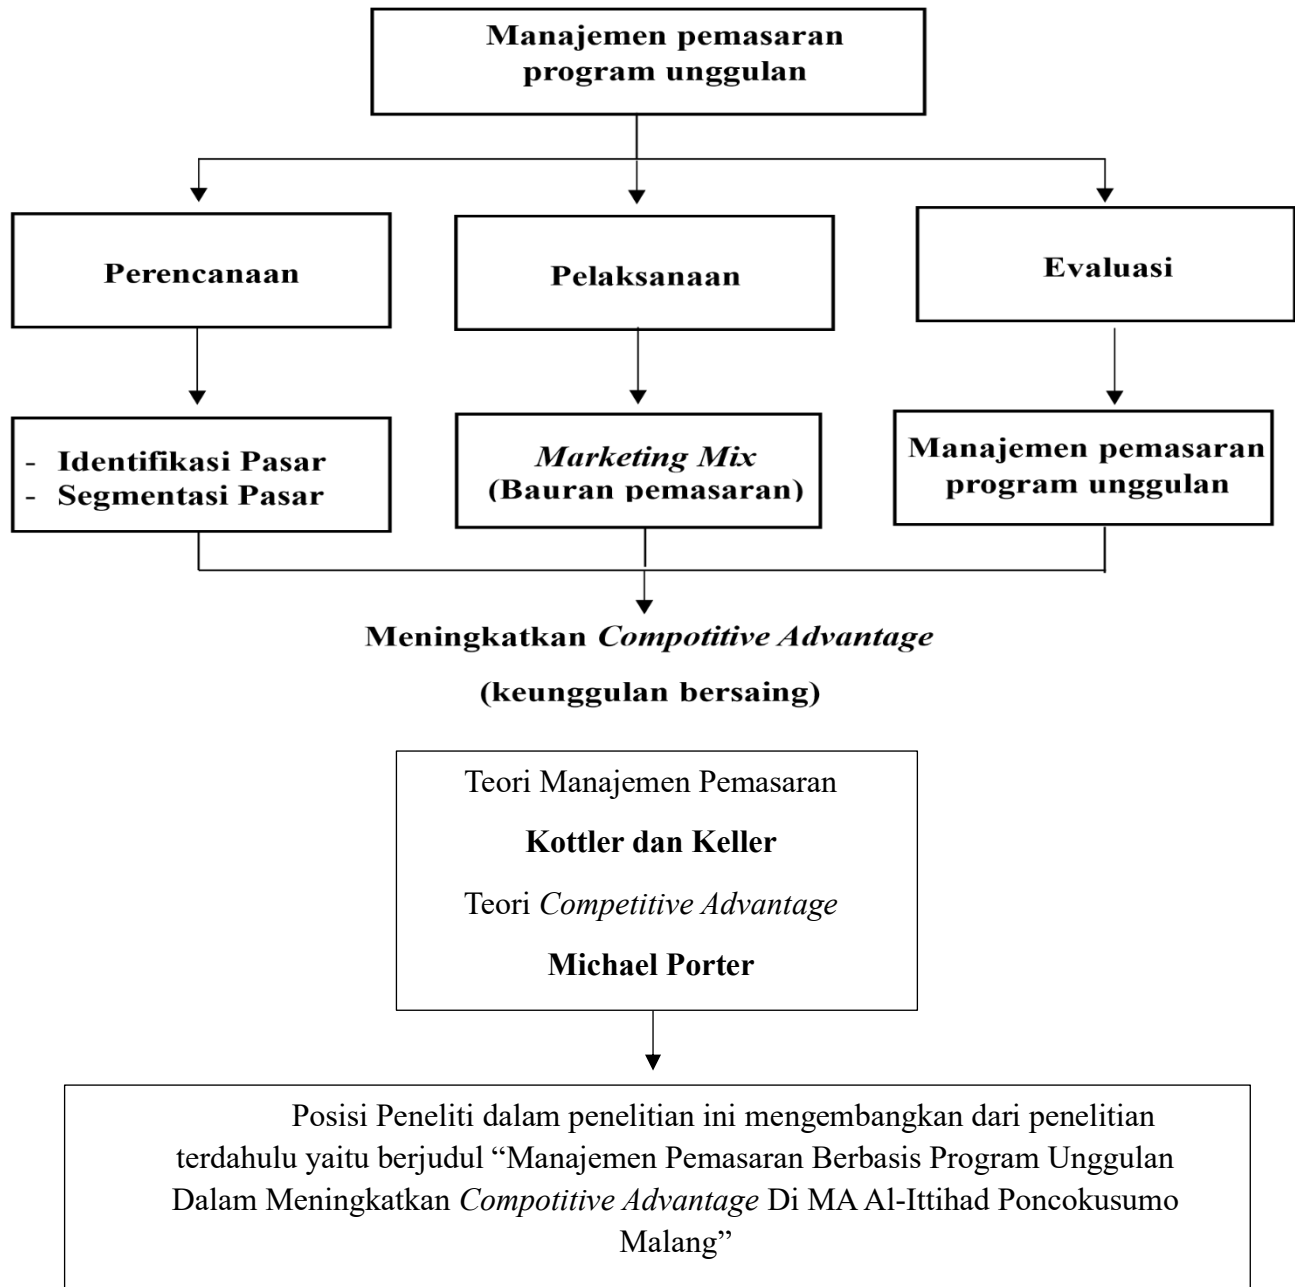 Manajemen pemasaran
program unggulan
Perencanaan
Pelaksanaan
Evaluasi
- Identifikasi Pasar
- Segmentasi Pasar
Marketing Mix
(Bauran pemasaran)
Manajemen pemasaran
program unggulan
Meningkatkan Compotitive Advantage
(keunggulan bersaing)
Teori Manajemen Pemasaran
Kottler dan Keller
Teori Competitive Advantage
Michael Porter
Posisi Peneliti dalam penelitian ini mengembangkan dari penelitian
terdahulu yaitu berjudul “Manajemen Pemasaran Berbasis Program Unggulan
Dalam Meningkatkan Compotitive Advantage Di MA Al-Ittihad Poncokusumo
Malang”